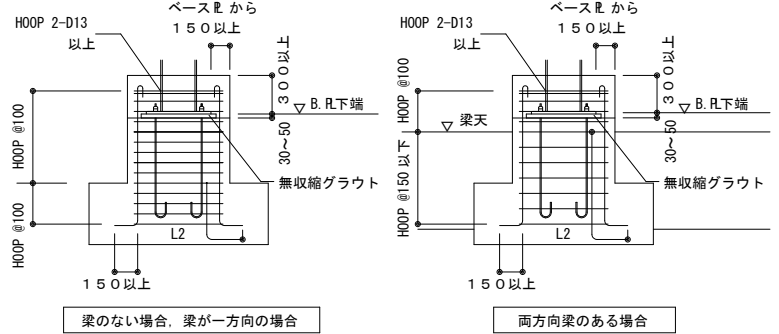 ベースPL から
150以上
HOOP 2-D13
以上
300以上
B.PL下端
30～50
HOOP @100
無収縮グラウト
HOOP @100
L2
150以上
梁のない場合，梁が一方向の場合
ベースPL から
150以上
HOOP 2-D13
以上
HOOP @100
300以上
B.PL下端
梁天
30～50
HOOP @150 以下
無収縮グラウト
L2
150以上
両方向梁のある場合